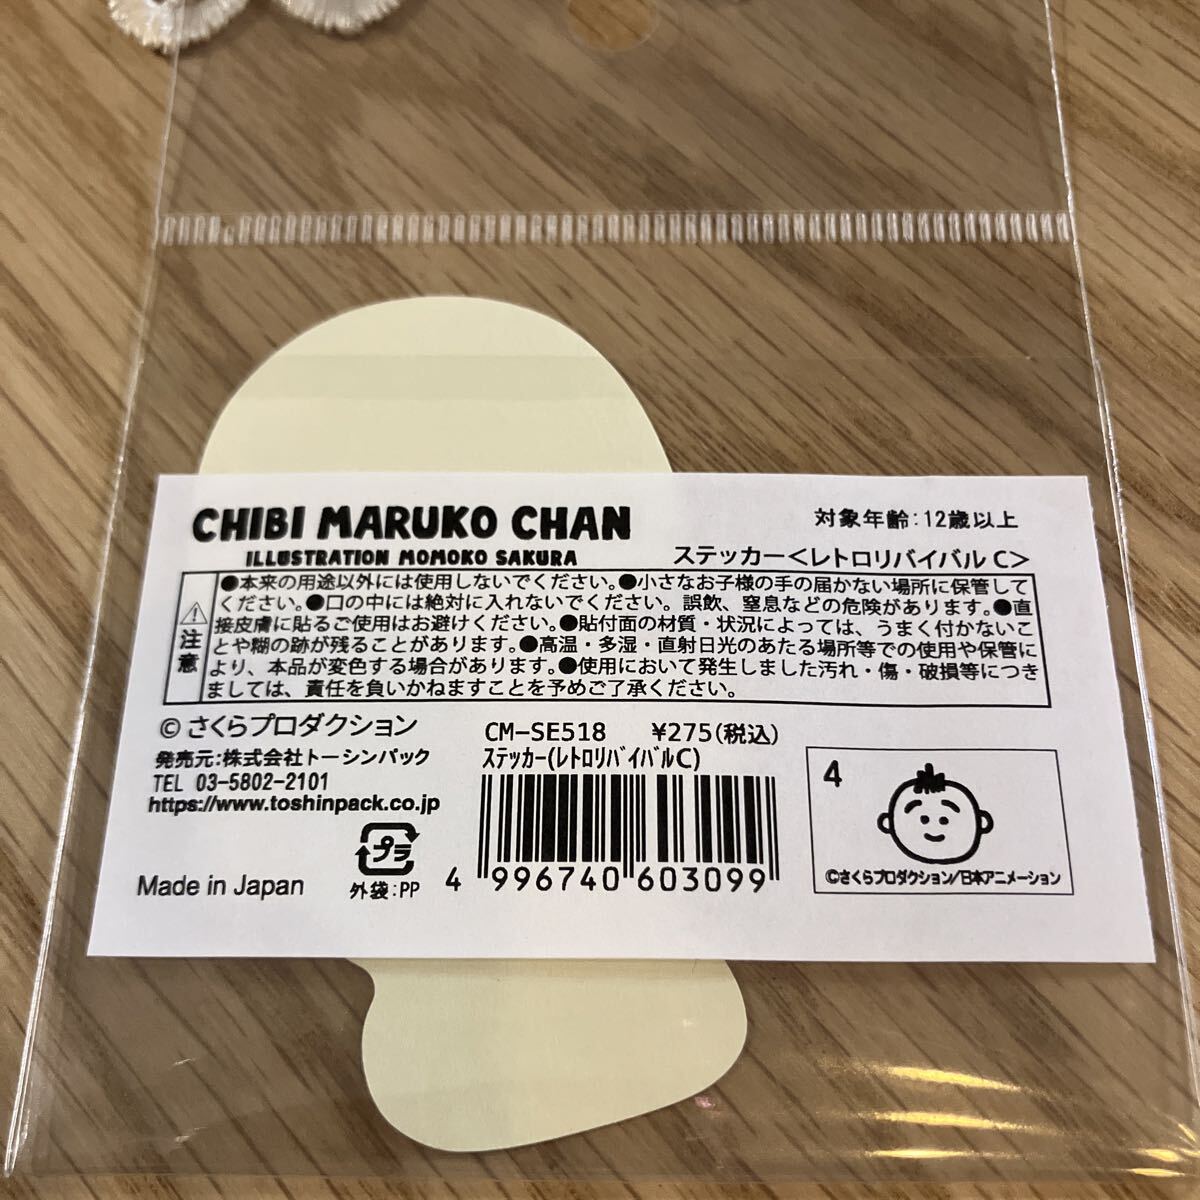 CHIBI MARUKO CHAN
ILLUSTRATION MOMOKO SAKURA
対象年齢:12歳以上
ステッカー<レトロリバイバル C>
注意
●本来の用途以外には使用しないでください。●小さなお子様の手の届かない場所に保管して
ください。●口の中には絶対に入れないでください。誤飲、窒息などの危険があります。●直
接皮膚に貼るご使用はお避けください。●貼付面の材質・状況によっては、うまく付かないこ
とや糊の跡が残ることがあります。●高温・多湿・直射日光のあたる場所等での使用や保管に
より、本品が変色する場合があります。●使用において発生しました汚れ・傷・破損等につき
ましては、責任を負いかねますことを予めご了承ください。
© さくらプロダクション
発売元:株式会社トーシンパック
TEL 03-5802-2101
https://www.toshinpack.co.jp
プラ
外袋:PP
Made in Japan
CM-SE518 ¥275(税込)
ｽﾃｯｶｰ(ﾚﾄﾛﾘﾊﾞｲﾊﾞﾙC)
4 996740 603099
4
©さくらプロダクション/日本アニメーション